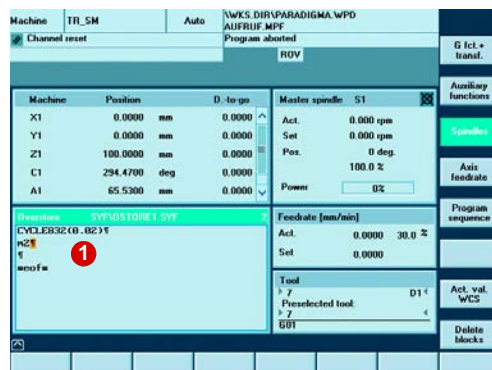 Machine TR_SM Auto \WKS.DIR\PARADIGMA.WPD
AUFRUF.MPF
Channel reset Program aborted
ROV
G fct.+
transf.
Auxiliary
functions
Spindles
Axis
feedrate
Program
sequence
Act. val.
WCS
Delete
blocks
Machine Position D.-to-go
X1 0.0000 mm 0.0000
Y1 0.0000 mm 0.0000
Z1 100.0000 mm 0.0000
C1 294.4700 deg 0.0000
A1 65.5300 mm 0.0000
Master spindle S1
Act. 0.000 rpm
Set 0.000 rpm
Pos. 0 deg.
100.0 %
Power 0%
Overstore SYF\OSTORE1.SYF 2
CYCLE832(0.02)¶
m2¶
¶
=eof=
1
Feedrate [mm/min]
Act. 0.0000 30.0 %
Set 0.0000
Tool
7 D1
Preselected tool:
7
G01